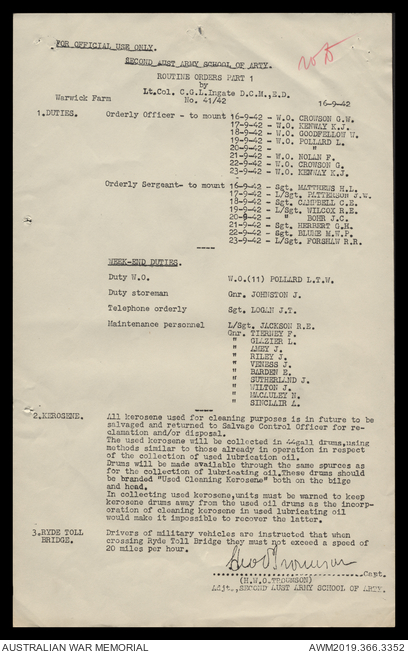 FOR OFFICIAL USE ONLY.
SECOND AUST ARMY SCHOOL OF ARTY.
ROUTINE ORDERS PART 1
by
Lt.Col. C.G.L.Ingate D.C.M.,E.D.
Warwick Farm No. 41/42 16-9-42
1.DUTIES. Orderly Officer - to mount 16-9-42 - W.O. CROWSON G.W.
17-9-42 - W.O. KENWAY K.J.
18-9-42 - W.O. GOODFELLOW W.
19-9-42 - W.O. POLLARD L.
20-9-42 - "
21-9-42 - W.O. NOLAN F.
22-9-42 - W.O. CROWSON G.
23-9-42 - W.O. KENWAY K.J.
Orderly Sergeant- to mount 16-9-42 - Sgt. MATTHEWS H.L.
17-9-42 - L/Sgt. PATTERSON J.W.
18-9-42 - Sgt. CAMPBELL C.E.
19-9-42 - L/Sgt. WILCOX R.E.
20-9-42 - " BOHR J.C.
21-9-42 - Sgt. HERBERT G.H.
22-9-42 - Sgt. BLUME M.W.P.
23-9-42 - L/Sgt. FORSHAW R.R.
----
WEEK-END DUTIES.
Duty W.O. W.O.(11) POLLARD L.T.W.
Duty storeman Gnr. JOHNSTON J.
Telephone orderly Sgt. LOGAN J.T.
Maintenance personnel L/Sgt. JACKSON R.E.
Gnr. TIERNEY F.
" GLAZIER L.
" AMEY J.
" RILEY J.
" VENESS J.
" BARDEN E.
" SUTHERLAND J.
" WILTON J.
" MACAULEY N.
" SINCLAIR A.
----
2.KEROSENE. All kerosene used for cleaning purposes is in future to be
salvaged and returned to Salvage Control Officer for re-
clamation and/or disposal.
The used kerosene will be collected in 44gall drums,using
methods similar to those already in operation in respect
of the collection of used lubrication oil.
Drums will be made available through the same spurces as
for the collection of lubricating oil.These drums should
be branded "Used Cleaning Kerosene" both on the bilge
and head.
In collecting used kerosene,units must be warned to keep
kerosene drums away from the used oil drums as the incorp-
oration of cleaning kerosene in used lubricating oil
would make it impossible to recover the latter.
3.RYDE TOLL Drivers of military vehicles are instructed that when
BRIDGE. crossing Ryde Toll Bridge they must not exceed a speed of
20 miles per hour.
Capt.
(H.W.O.TROUNSON)
Adjt.,SECOND AUST ARMY SCHOOL OF ARTY.
AUSTRALIAN WAR MEMORIAL AWM2019.366.3352